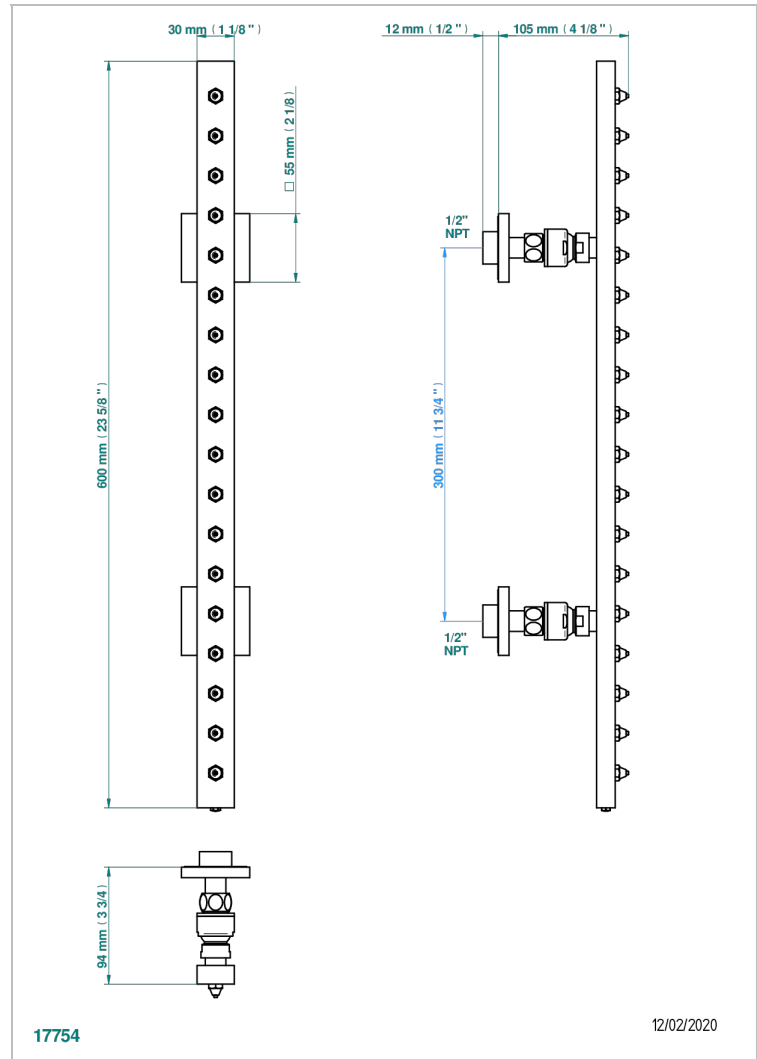 30 mm ( 1 1/8" )
12 mm ( 1/2" )
105 mm ( 4 1/8" )
□ 55 mm ( 2 1/8)
1/2"
NPT
600 mm ( 23 5/8" )
300 mm ( 11 3/4" )
1/2"
NPT
94 mm ( 3 3/4 )
17754
12/02/2020